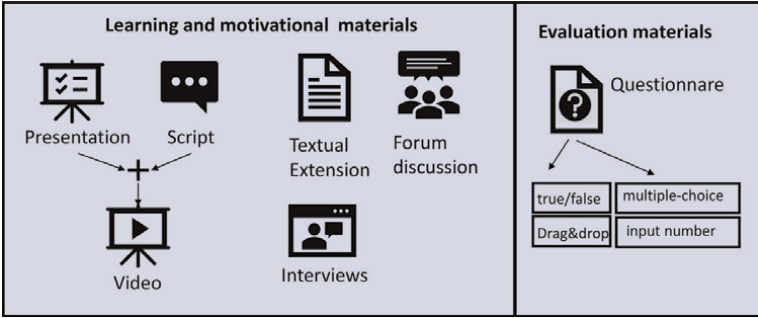 Learning and motivational materials
Presentation
Script
+
Video
Textual
Extension
Forum
discussion
Interviews
Evaluation materials
?
Questionnare
true/false
multiple-choice
Drag&drop
input number